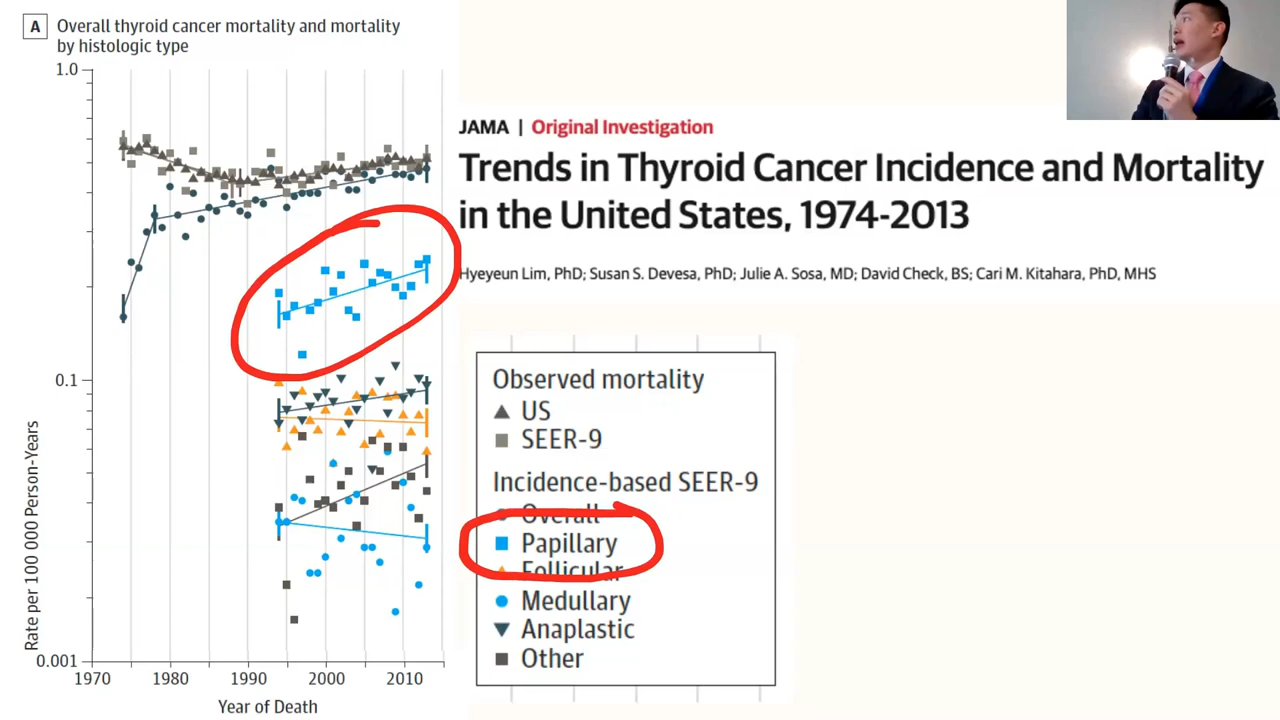 A Overall thyroid cancer mortality and mortality
by histologic type
1.0
0.1
0.001
Rate per 100 000 Person-Years
1970 1980 1990 2000 2010
Year of Death
JAMA | Original Investigation
Trends in Thyroid Cancer Incidence and Mortality
in the United States, 1974-2013
Hyeyeun Lim, PhD; Susan S. Devesa, PhD; Julie A. Sosa, MD; David Check, BS; Cari M. Kitahara, PhD, MHS
Observed mortality
US
SEER-9
Incidence-based SEER-9
Overall
Papillary
Follicular
Medullary
Anaplastic
Other